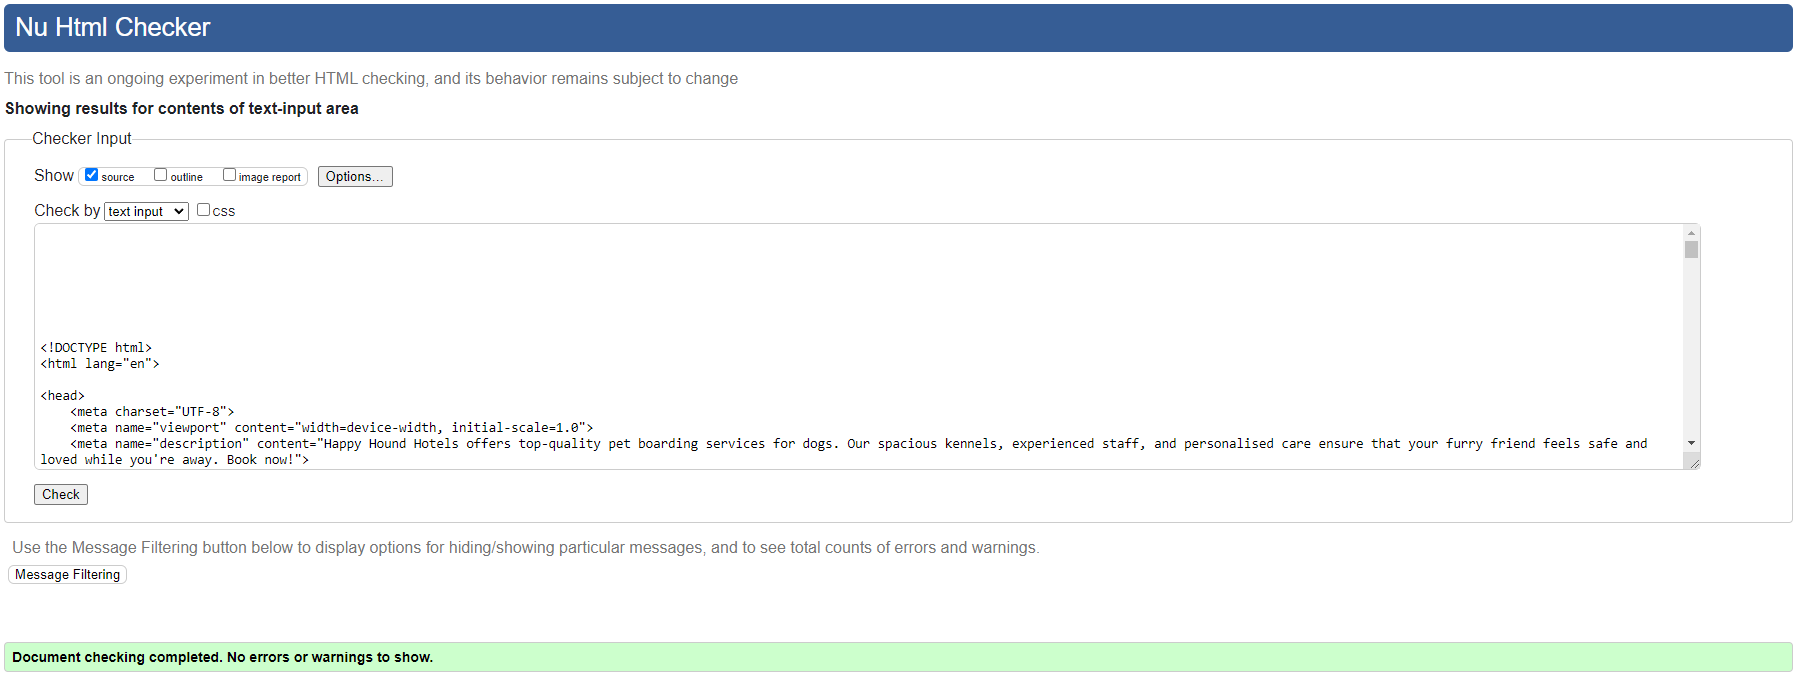 Nu Html Checker
This tool is an ongoing experiment in better HTML checking, and its behavior remains subject to change
Showing results for contents of text-input area
Checker Input
Show source outline image report Options...
Check by text input css
<!DOCTYPE html>
<html lang="en">
<head>
<meta charset="UTF-8">
<meta name="viewport" content="width=device-width, initial-scale=1.0">
<meta name="description" content="Happy Hound Hotels offers top-quality pet boarding services for dogs. Our spacious kennels, experienced staff, and personalised care ensure that your furry friend feels safe and
loved while you're away. Book now!">
Check
Use the Message Filtering button below to display options for hiding/showing particular messages, and to see total counts of errors and warnings.
Message Filtering
Document checking completed. No errors or warnings to show.